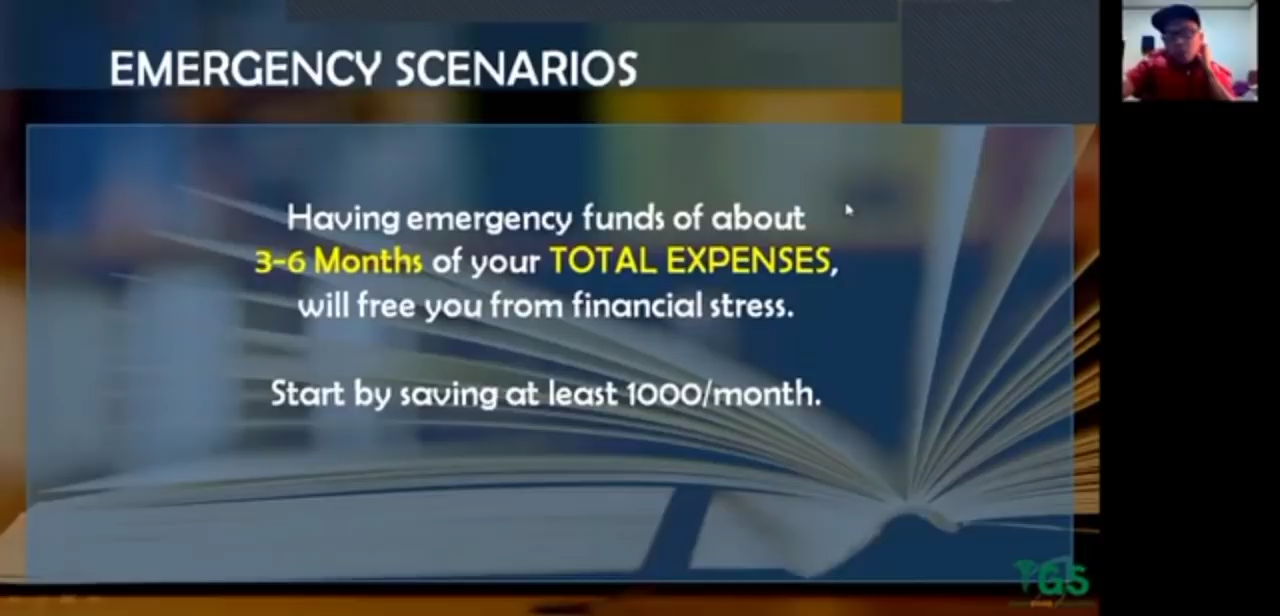 EMERGENCY SCENARIOS
Having emergency funds of about
3-6 Months of your TOTAL EXPENSES,
will free you from financial stress.
Start by saving at least 1000/month.
GS